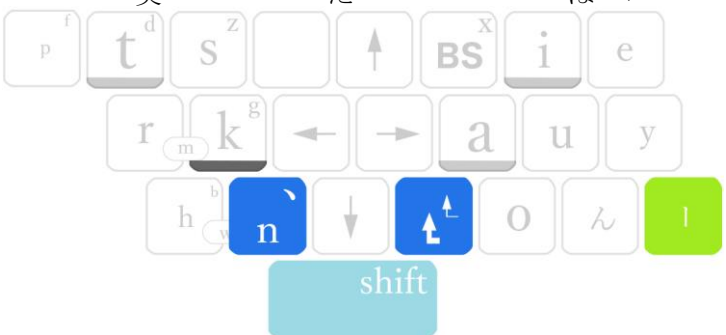 f p d t z s ↑ X BS i e
r m g k ← → a u y
b h w ` n ↓ o ん l
shift